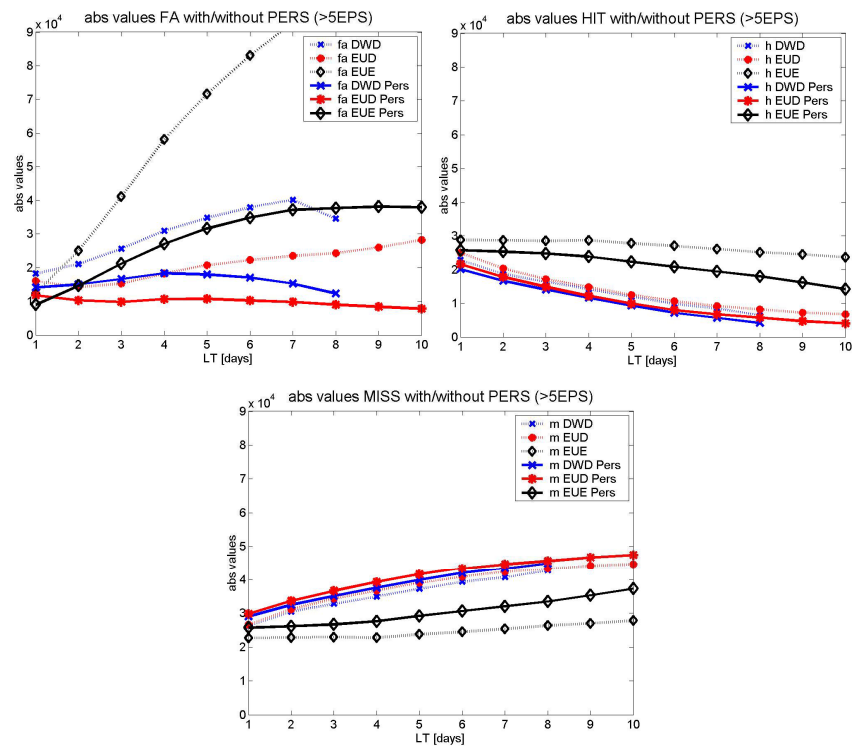 abs values FA with/without PERS (>5EPS)
x 10⁴
9
8
7
6
5
4
3
2
1
0
abs values
1 2 3 4 5 6 7 8 9 10
LT [days]
fa DWD
fa EUD
fa EUE
fa DWD Pers
fa EUD Pers
fa EUE Pers
abs values HIT with/without PERS (>5EPS)
x 10⁴
9
8
7
6
5
4
3
2
1
0
abs values
1 2 3 4 5 6 7 8 9 10
LT [days]
h DWD
h EUD
h EUE
h DWD Pers
h EUD Pers
h EUE Pers
abs values MISS with/without PERS (>5EPS)
x 10⁴
9
8
7
6
5
4
3
2
1
0
abs values
1 2 3 4 5 6 7 8 9 10
LT [days]
m DWD
m EUD
m EUE
m DWD Pers
m EUD Pers
m EUE Pers